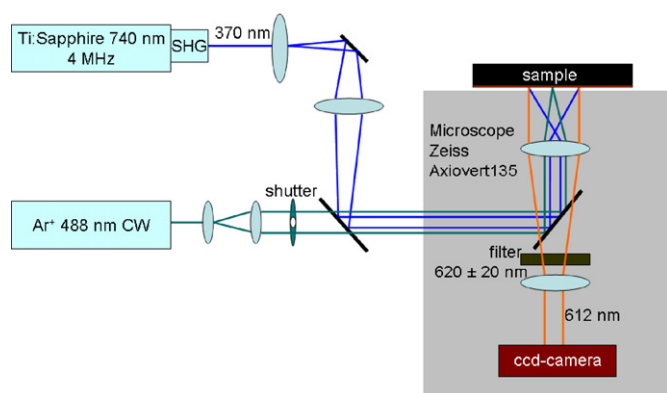 Ti:Sapphire 740 nm
4 MHz
SHG
370 nm
sample
Microscope
Zeiss
Axiovert135
shutter
Ar⁺ 488 nm CW
filter
620 ± 20 nm
612 nm
ccd-camera